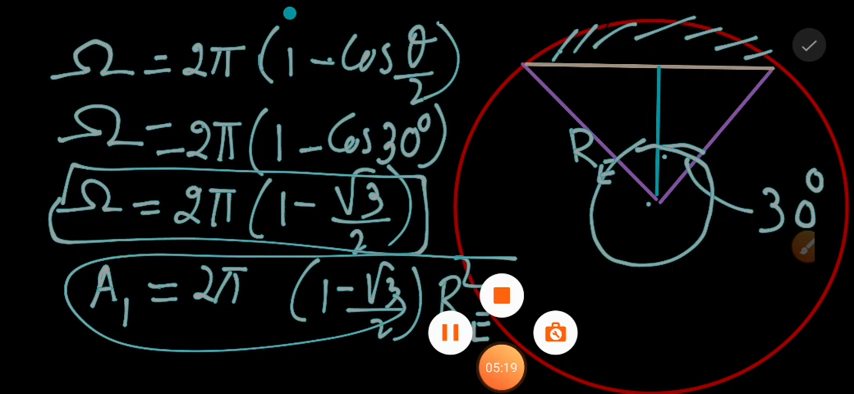 Ω = 2π (1 - Cos θ/2)
Ω = 2π (1 - Cos 30°)
Ω = 2π (1 - √3/2)
A₁ = 2π (1 - √3/2) R²E
R
30°
05:19